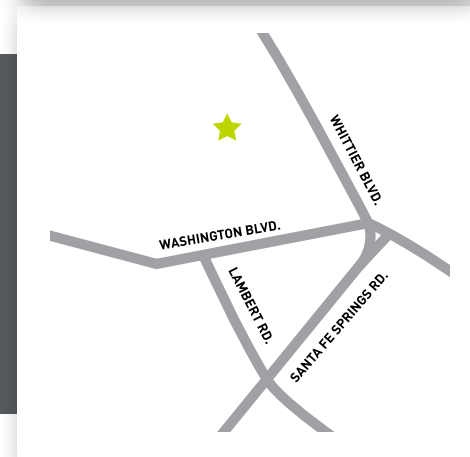 WHITTIER BLVD.
WASHINGTON BLVD.
LAMBERT RD.
SANTA FE SPRINGS RD.